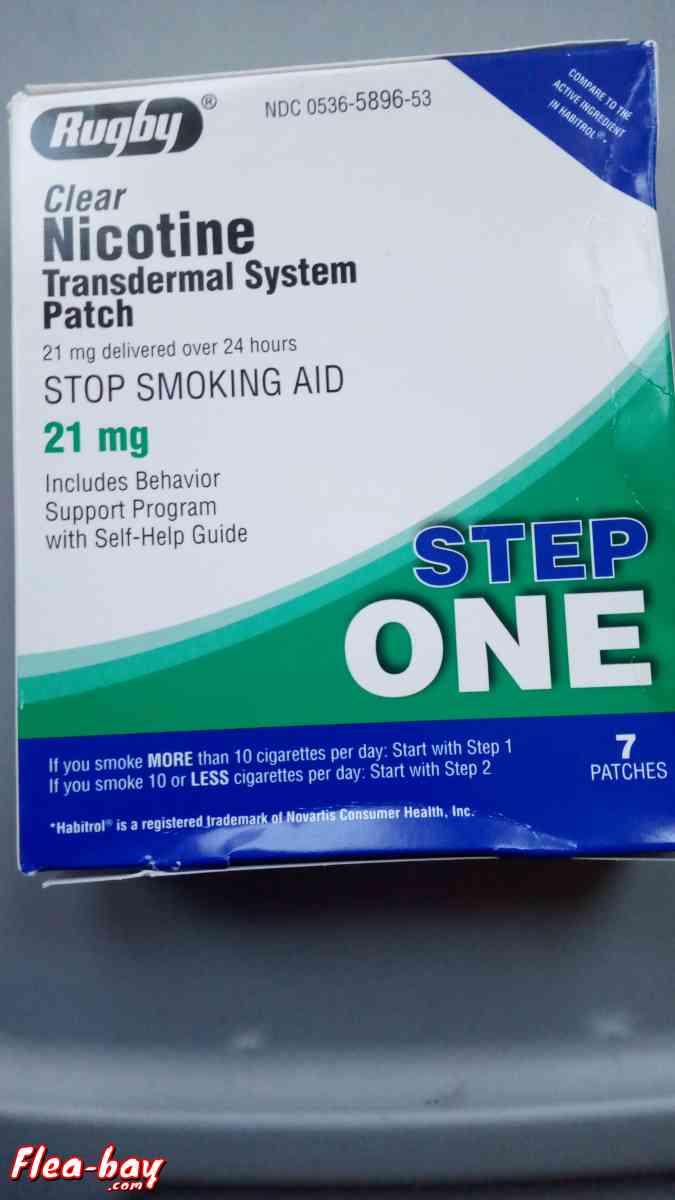 Rugby®
NDC 0536-5896-53
COMPARE TO THE
ACTIVE INGREDIENT
IN HABITROL®*
Clear
Nicotine
Transdermal System
Patch
21 mg delivered over 24 hours
STOP SMOKING AID
21 mg
Includes Behavior
Support Program
with Self-Help Guide
STEP
ONE
If you smoke MORE than 10 cigarettes per day: Start with Step 1
If you smoke 10 or LESS cigarettes per day: Start with Step 2
7
PATCHES
*Habitrol® is a registered trademark of Novartis Consumer Health, Inc.
Flea-bay
.com